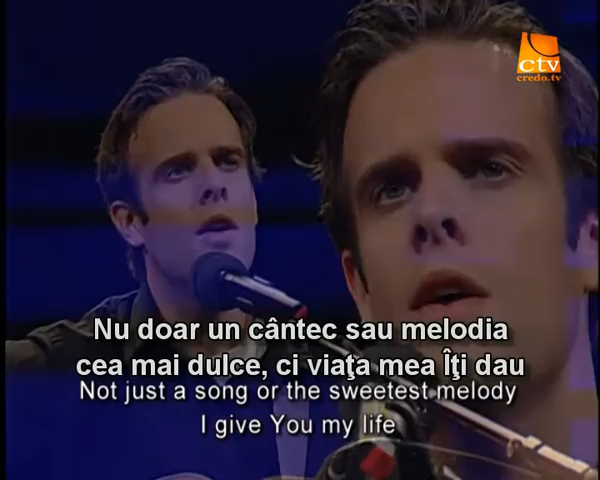 ctv
credo.tv
Nu doar un cântec sau melodia
cea mai dulce, ci viaţa mea Îţi dau
Not just a song or the sweetest melody
I give You my life